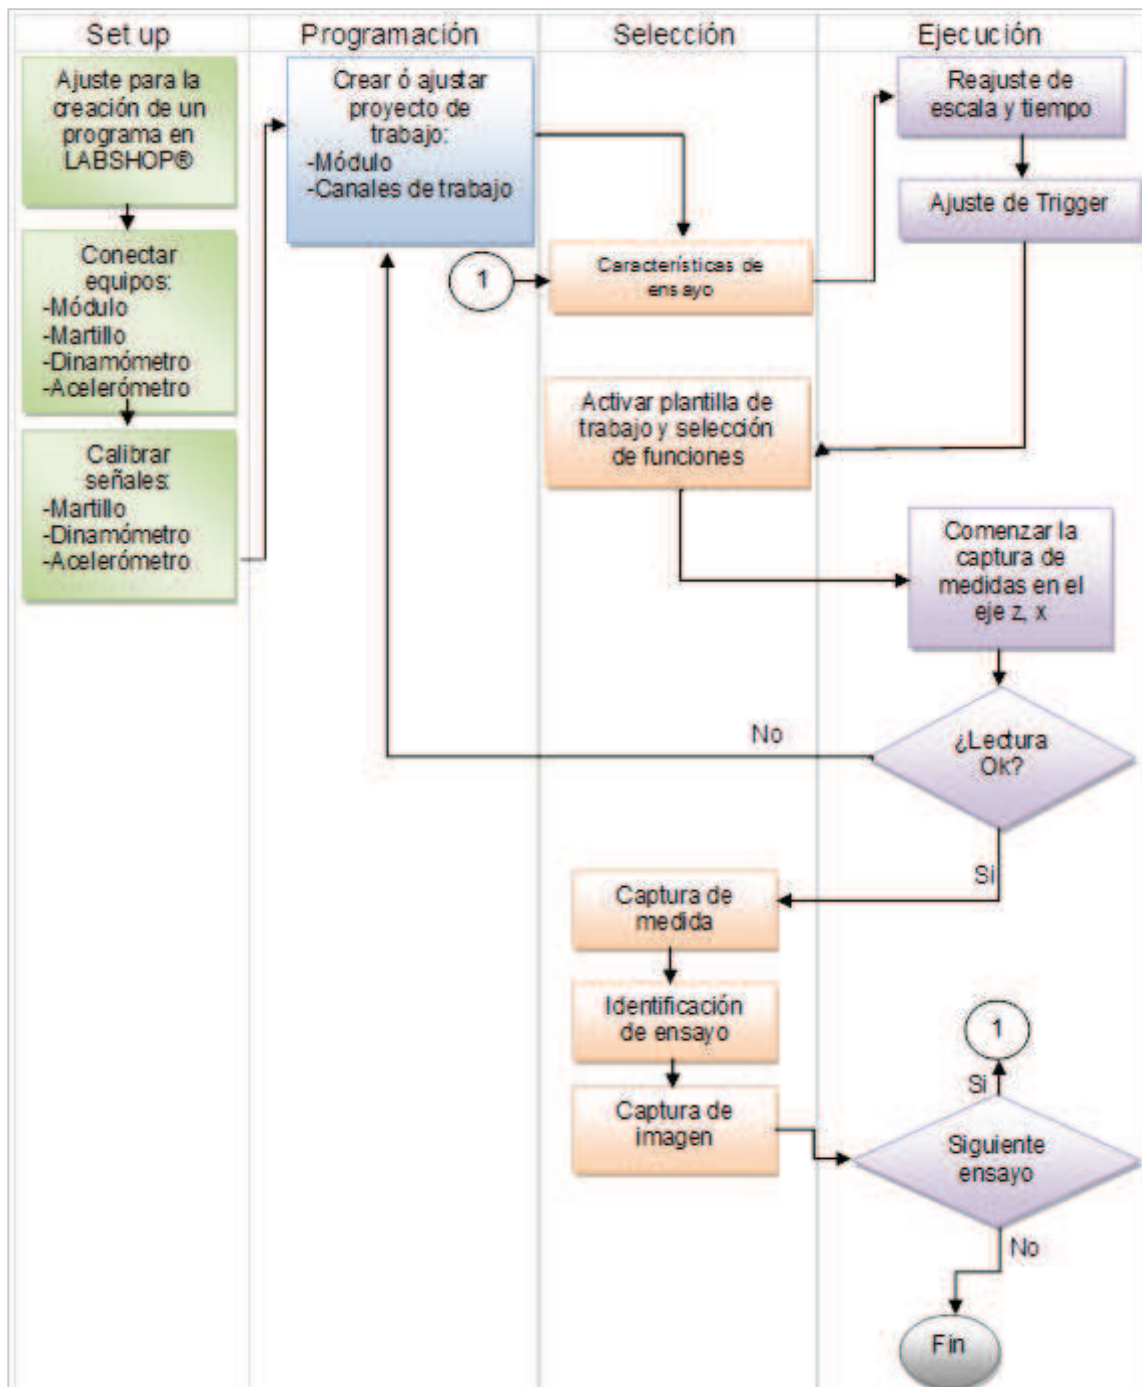 Set up
Programación
Selección
Ejecución
Ajuste para la
creación de un
programa en
LABSHOP®
Conectar
equipos:
-Módulo
-Martillo
-Dinamómetro
-Acelerómetro
Calibrar
señales:
-Martillo
-Dinamómetro
-Acelerómetro
Crear ó ajustar
proyecto de
trabajo:
-Módulo
-Canales de trabajo
1
Características de
ensayo
Reajuste de
escala y tiempo
Ajuste de Trigger
Activar plantilla de
trabajo y selección
de funciones
Comenzar la
captura de
medidas en el
eje z, x
¿Lectura
Ok?
No
Si
Captura de
medida
Identificación
de ensayo
Captura de
imagen
Siguiente
ensayo
Si
1
No
Fin